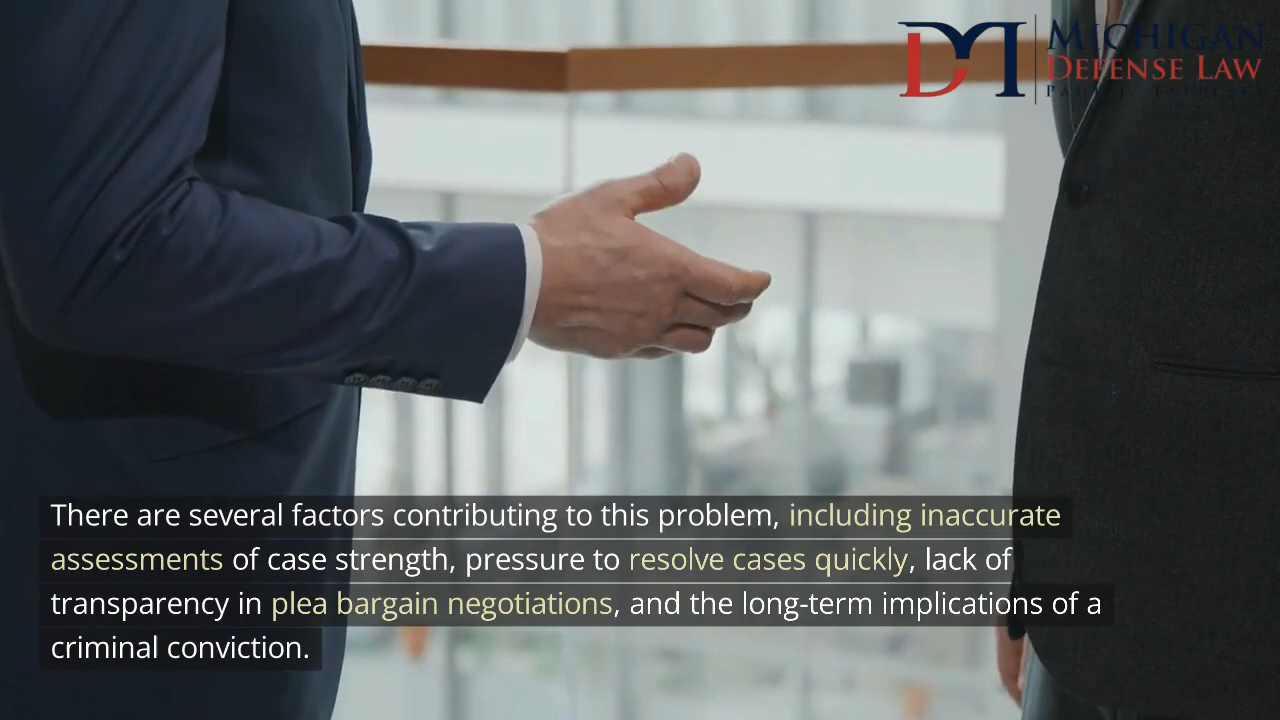 MICHIGAN
DEFENSE LAW
There are several factors contributing to this problem, including inaccurate
assessments of case strength, pressure to resolve cases quickly, lack of
transparency in plea bargain negotiations, and the long-term implications of a
criminal conviction.